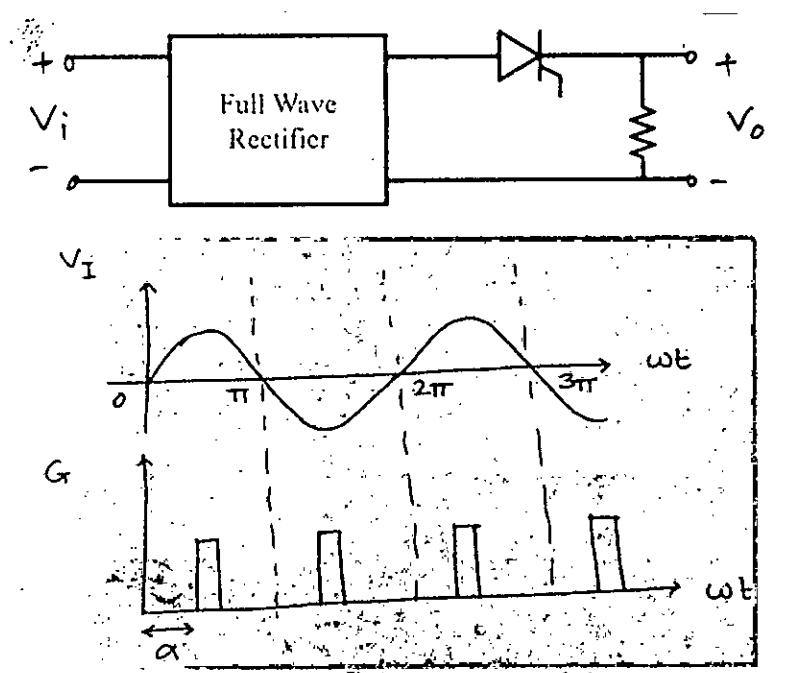 +
Full Wave
Rectifier
+
Vi
Vo
-
-
VI
ωt
0
π
2π
3π
G
ωt
α